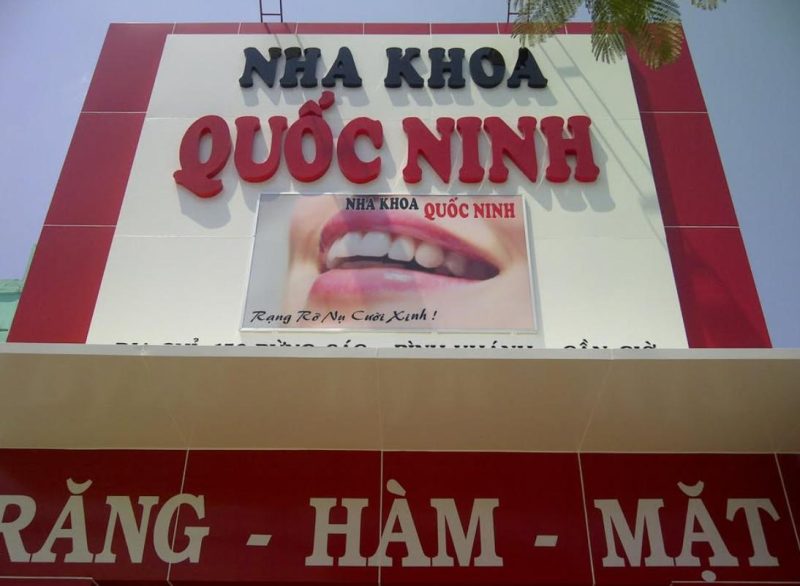 NHA KHOA
QUỐC NINH
NHA KHOA QUỐC NINH
Rạng Rỡ Nụ Cười Xinh !
RĂNG - HÀM - MẶT